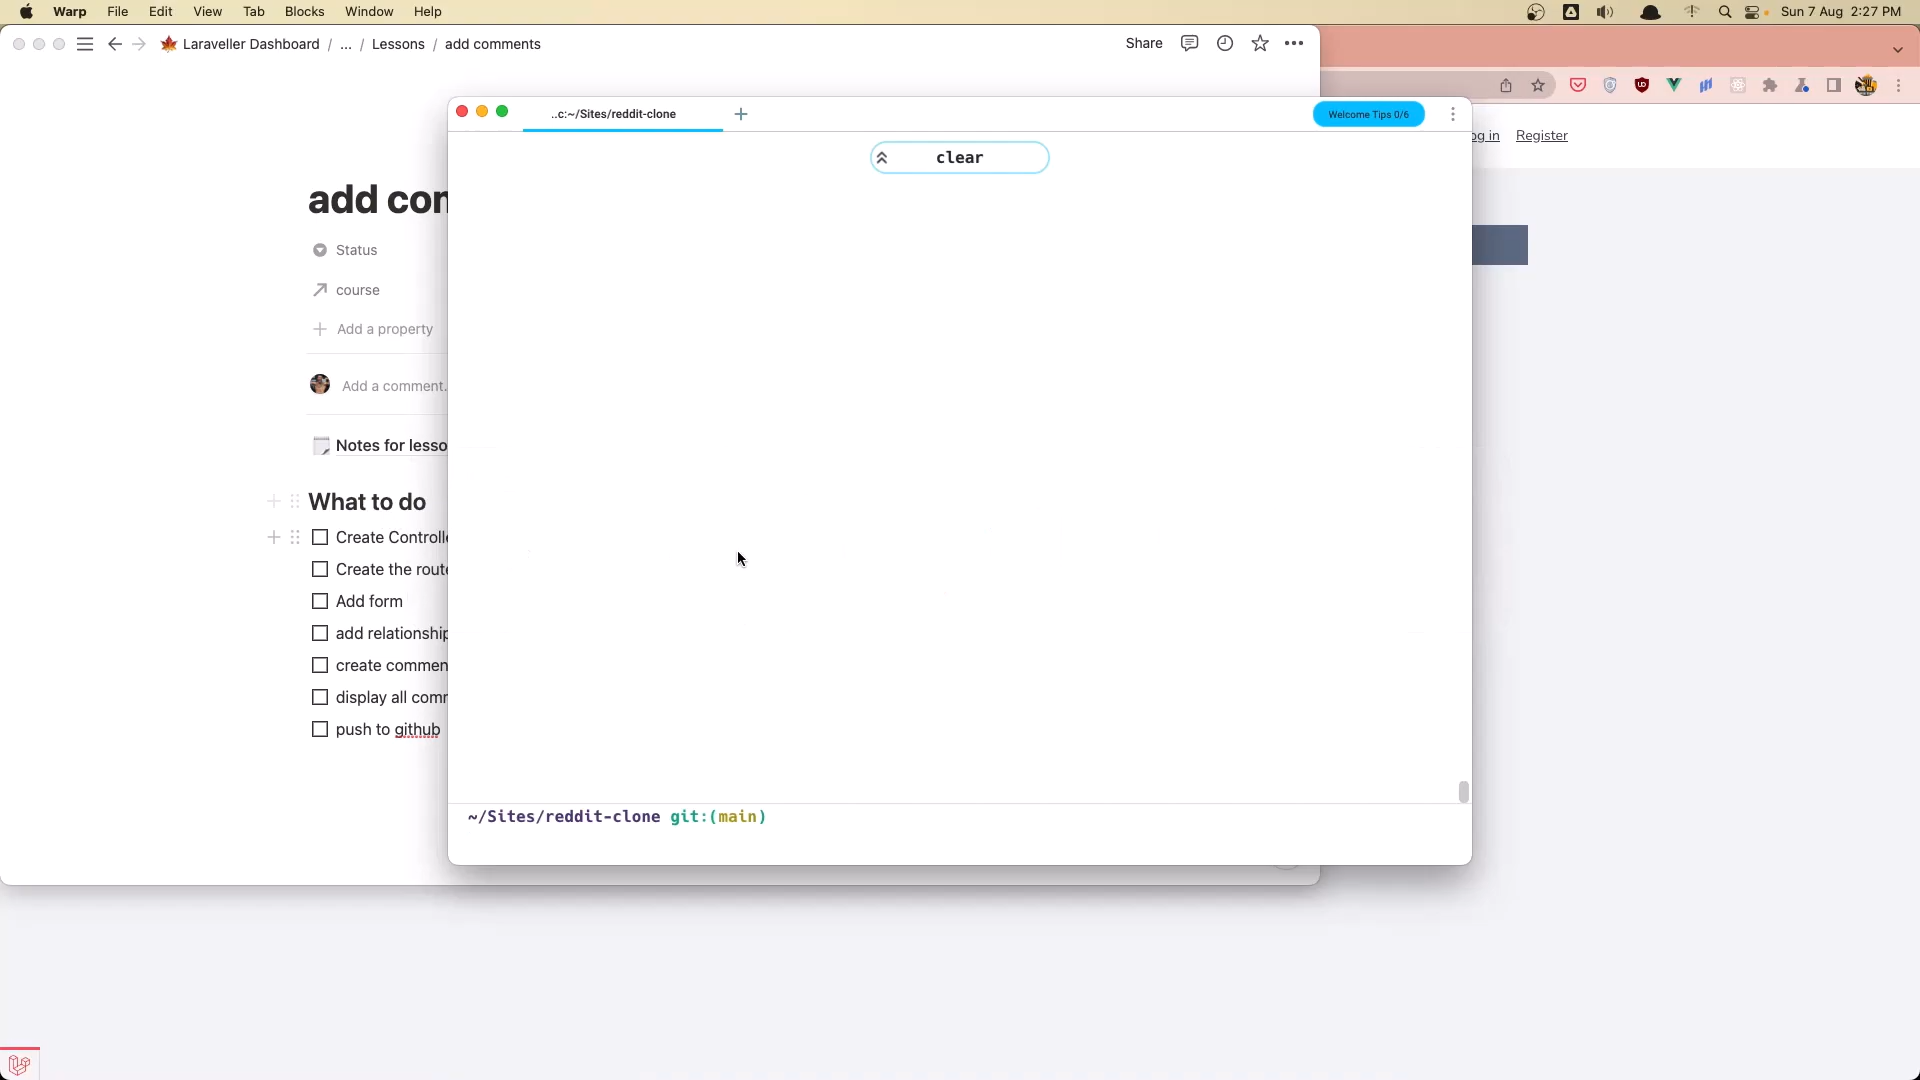 Warp File Edit View Tab Blocks Window Help
Sun 7 Aug 2:27 PM
Laraveller Dashboard / ... / Lessons / add comments
Share
..c:~/Sites/reddit-clone
Welcome Tips 0/6
clear
og in Register
add con
Status
course
Add a property
Add a comment.
Notes for lesso
What to do
Create Controlle
Create the route
Add form
add relationship
create commen
display all comm
push to github
~/Sites/reddit-clone git:(main)